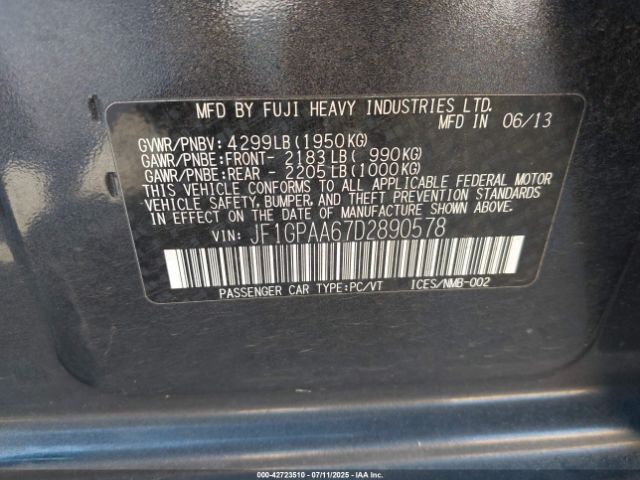 MFD BY FUJI HEAVY INDUSTRIES LTD.
MFD IN 06/13
GVWR/PNBV: 4299LB(1950KG)
GAWR/PNBE:FRONT- 2183LB( 990KG)
GAWR/PNBE:REAR - 2205LB(1000KG)
THIS VEHICLE CONFORMS TO ALL APPLICABLE FEDERAL MOTOR
VEHICLE SAFETY, BUMPER, AND THEFT PREVENTION STANDARDS
IN EFFECT ON THE DATE OF MANUFACTURE SHOWN ABOVE.
VIN: JF1GPAA67D2890578
PASSENGER CAR TYPE:PC/VT ICES/NMB-002
000-42723510 - 07/11/2025 - IAA Inc.